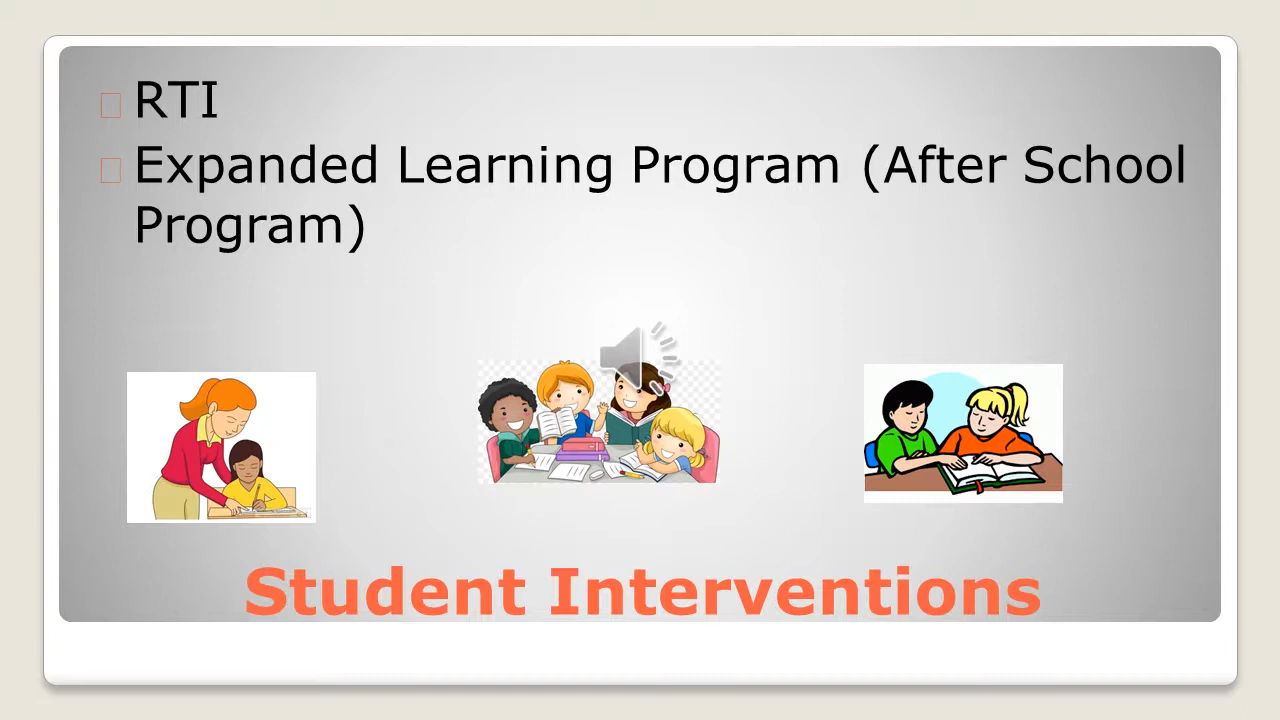 RTI
Expanded Learning Program (After School
Program)
Student Interventions